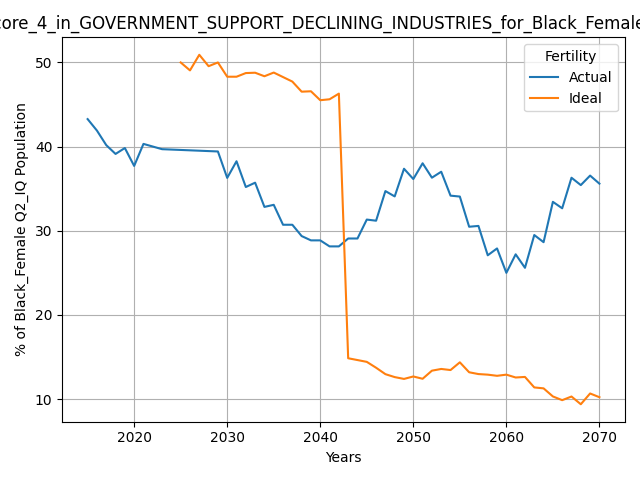 core_4_in_GOVERNMENT_SUPPORT_DECLINING_INDUSTRIES_for_Black_Female
Fertility
Actual
Ideal
% of Black_Female Q2_IQ Population
50
40
30
20
10
2020 2030 2040 2050 2060 2070
Years